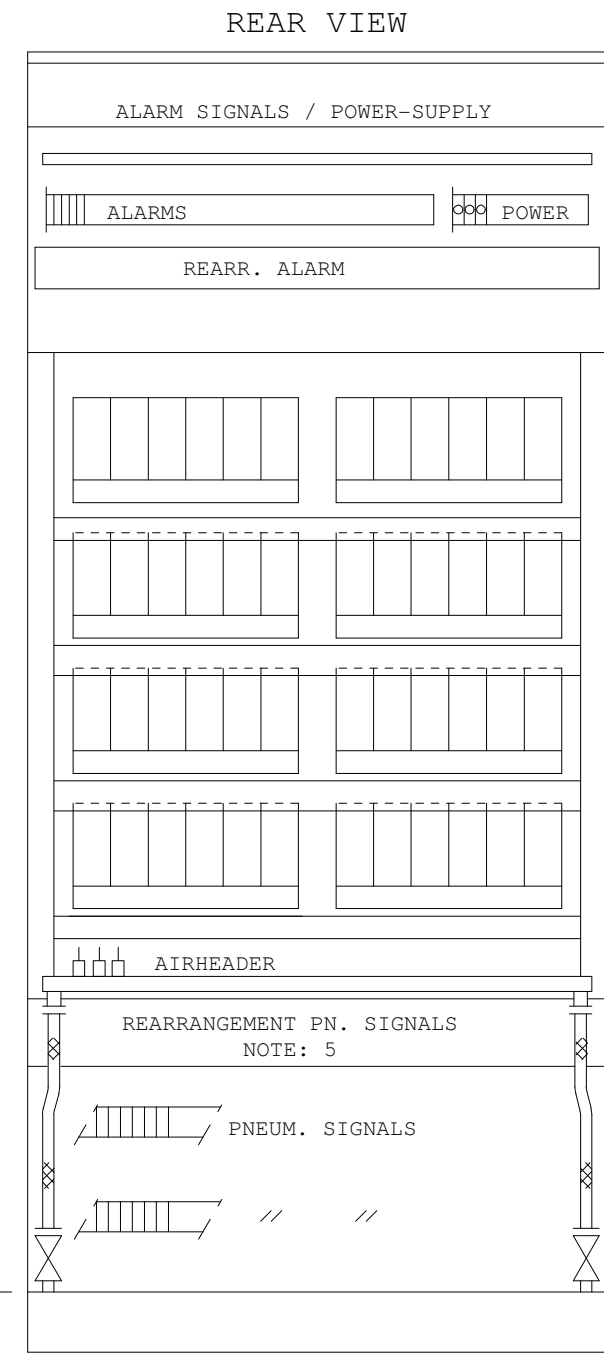 REAR VIEW
ALARM SIGNALS / POWER-SUPPLY
ALARMS
POWER
REARR. ALARM
AIRHEADER
REARRANGEMENT PN. SIGNALS
NOTE: 5
PNEUM. SIGNALS
// //